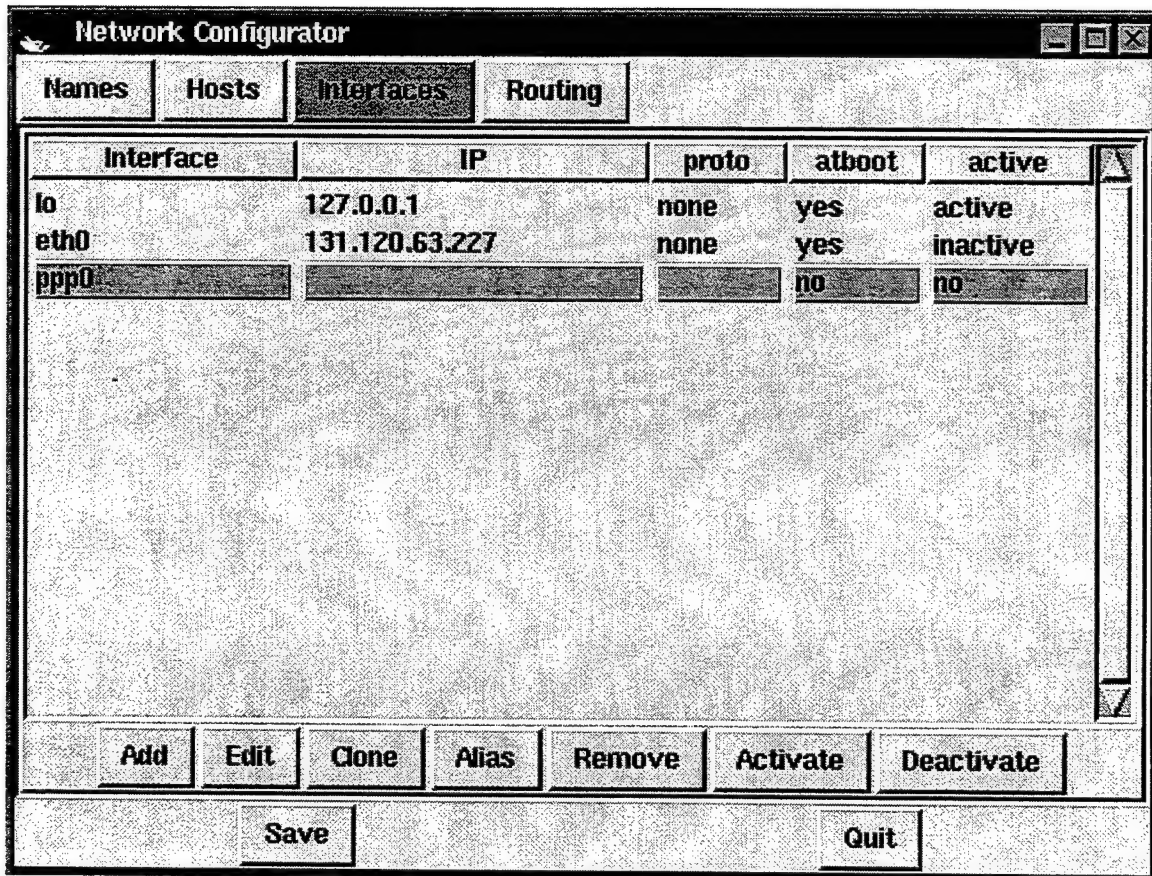 Network Configurator
Names Hosts Interfaces Routing
Interface IP proto atboot active
lo 127.0.0.1 none yes active
eth0 131.120.63.227 none yes inactive
ppp0 no no
Add Edit Clone Alias Remove Activate Deactivate
Save Quit